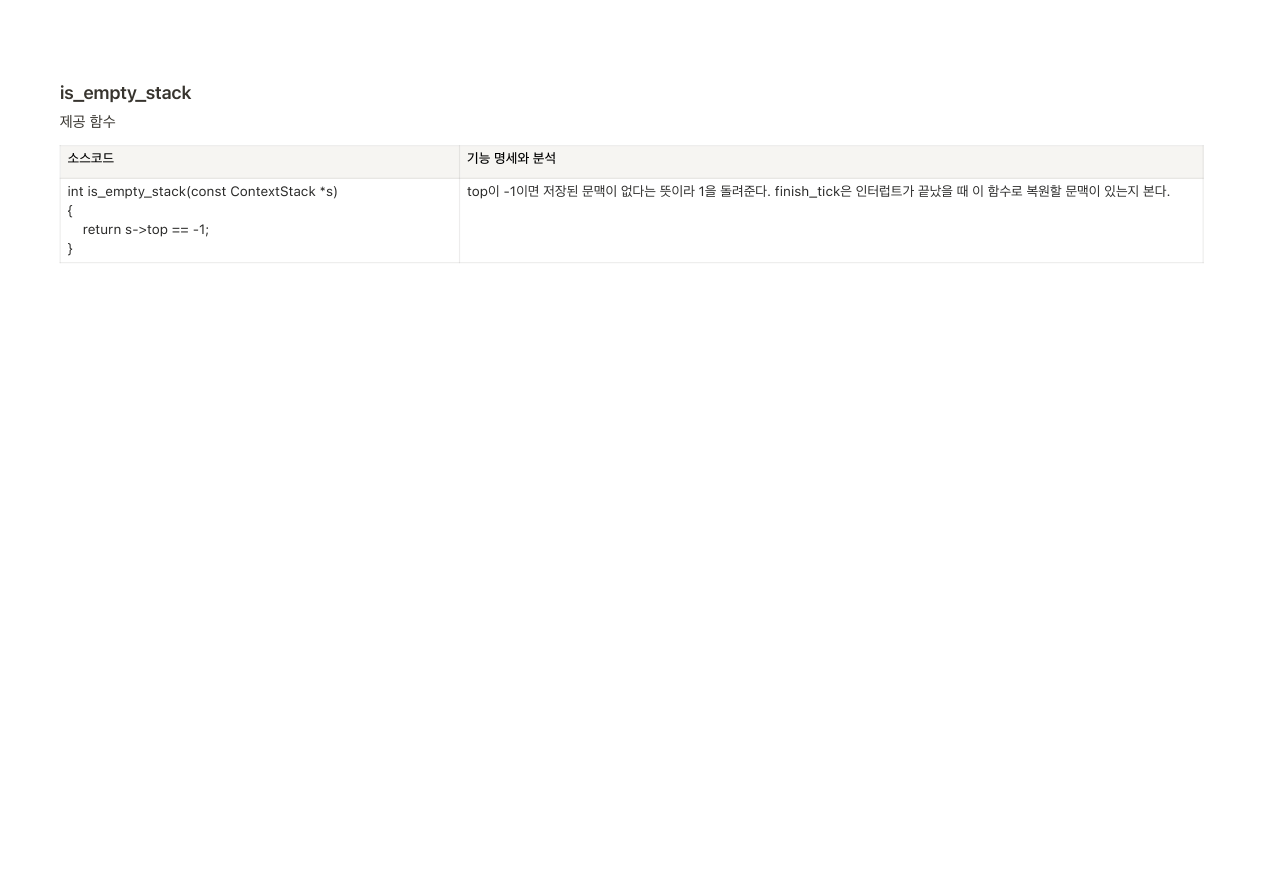 is_empty_stack
제공 함수
소스코드
기능 명세와 분석
int is_empty_stack(const ContextStack *s)
{
    return s->top == -1;
}
top이 -1이면 저장된 문맥이 없다는 뜻이라 1을 돌려준다. finish_tick은 인터럽트가 끝났을 때 이 함수로 복원할 문맥이 있는지 본다.